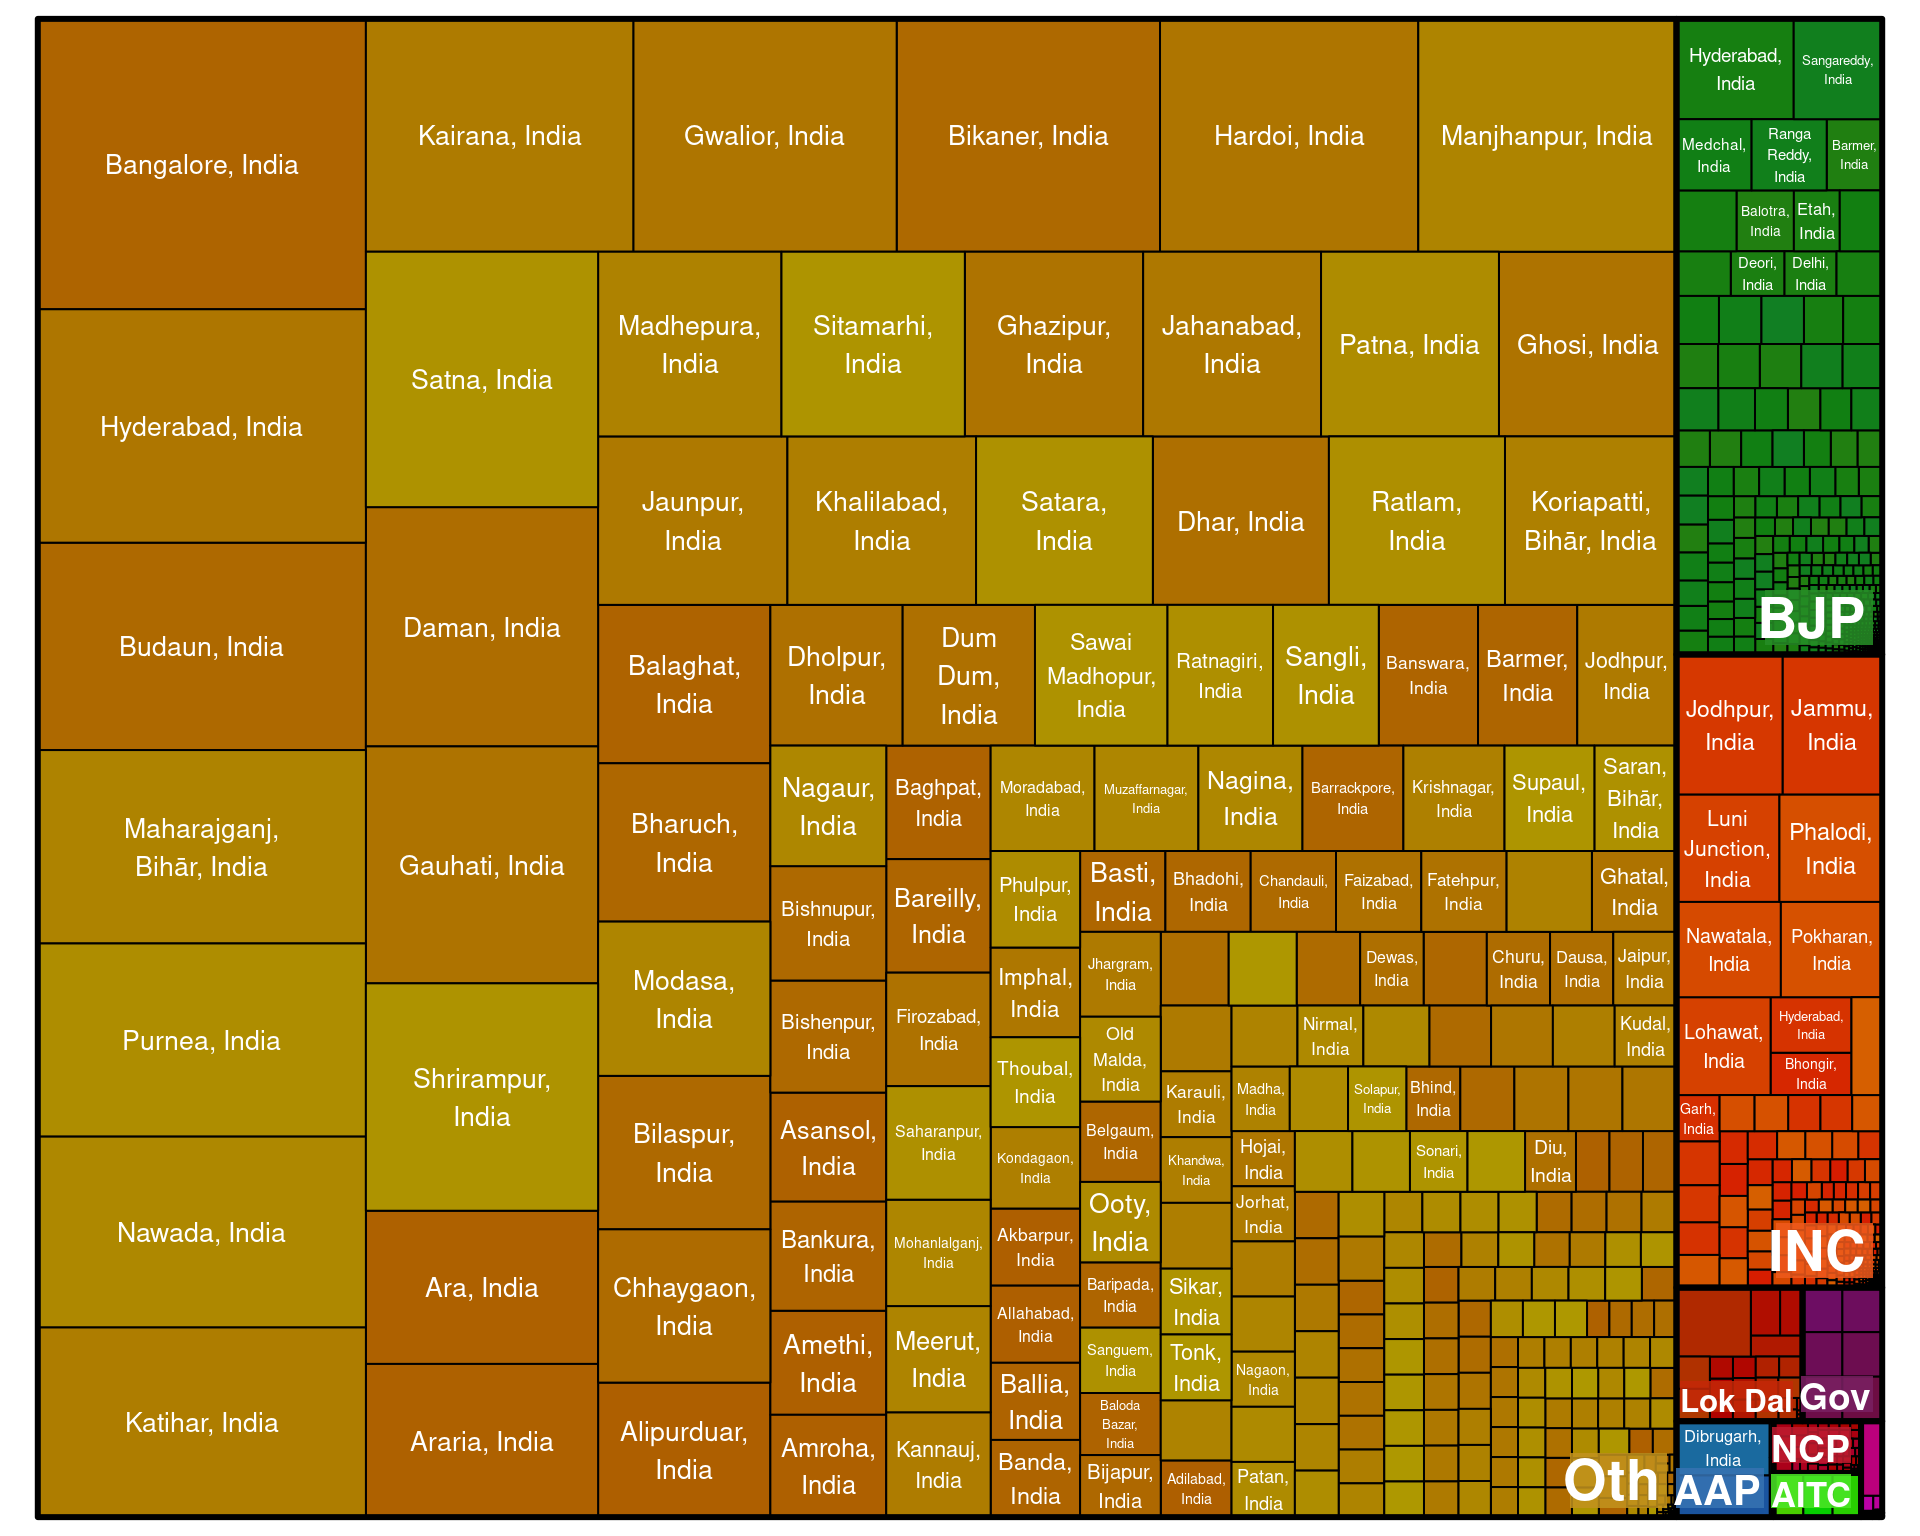 Bangalore, India
Hyderabad, India
Budaun, India
Maharajganj,
Bihār, India
Purnea, India
Nawada, India
Katihar, India
Kairana, India
Gwalior, India
Bikaner, India
Hardoi, India
Manjhanpur, India
Satna, India
Daman, India
Gauhati, India
Shrirampur,
India
Ara, India
Araria, India
Madhepura,
India
Sitamarhi,
India
Ghazipur,
India
Jahanabad,
India
Patna, India
Ghosi, India
Jaunpur,
India
Khalilabad,
India
Satara,
India
Dhar, India
Ratlam,
India
Koriapatti,
Bihār, India
Balaghat,
India
Bharuch,
India
Modasa,
India
Bilaspur,
India
Chhaygaon,
India
Alipurduar,
India
Dholpur,
India
Dum
Dum,
India
Sawai
Madhopur,
India
Ratnagiri,
India
Sangli,
India
Banswara,
India
Barmer,
India
Jodhpur,
India
Nagaur,
India
Bishnupur,
India
Bishenpur,
India
Asansol,
India
Bankura,
India
Amethi,
India
Amroha,
India
Baghpat,
India
Bareilly,
India
Firozabad,
India
Saharanpur,
India
Mohanlalganj,
India
Meerut,
India
Kannauj,
India
Moradabad,
India
Muzaffarnagar,
India
Nagina,
India
Barrackpore,
India
Krishnagar,
India
Supaul,
India
Saran,
Bihār,
India
Phulpur,
India
Imphal,
India
Thoubal,
India
Kondagaon,
India
Akbarpur,
India
Allahabad,
India
Ballia,
India
Banda,
India
Basti,
India
Bhadohi,
India
Chandauli,
India
Faizabad,
India
Fatehpur,
India
Ghatal,
India
Jhargram,
India
Old
Malda,
India
Belgaum,
India
Ooty,
India
Baripada,
India
Sanguem,
India
Baloda
Bazar,
India
Bijapur,
India
Dewas,
India
Churu,
India
Dausa,
India
Jaipur,
India
Nirmal,
India
Kudal,
India
Karauli,
India
Khandwa,
India
Sikar,
India
Tonk,
India
Adilabad,
India
Madha,
India
Solapur,
India
Bhind,
India
Hojai,
India
Sonari,
India
Diu,
India
Jorhat,
India
Nagaon,
India
Patan,
India
Oth
Hyderabad,
India
Sangareddy,
India
Medchal,
India
Ranga
Reddy,
India
Barmer,
India
Balotra,
India
Etah,
India
Deori,
India
Delhi,
India
BJP
Jodhpur,
India
Jammu,
India
Luni
Junction,
India
Phalodi,
India
Nawatala,
India
Pokharan,
India
Lohawat,
India
Hyderabad,
India
Bhongir,
India
Garh,
India
INC
Lok Dal
Gov
Dibrugarh,
India
AAP
NCP
AITC